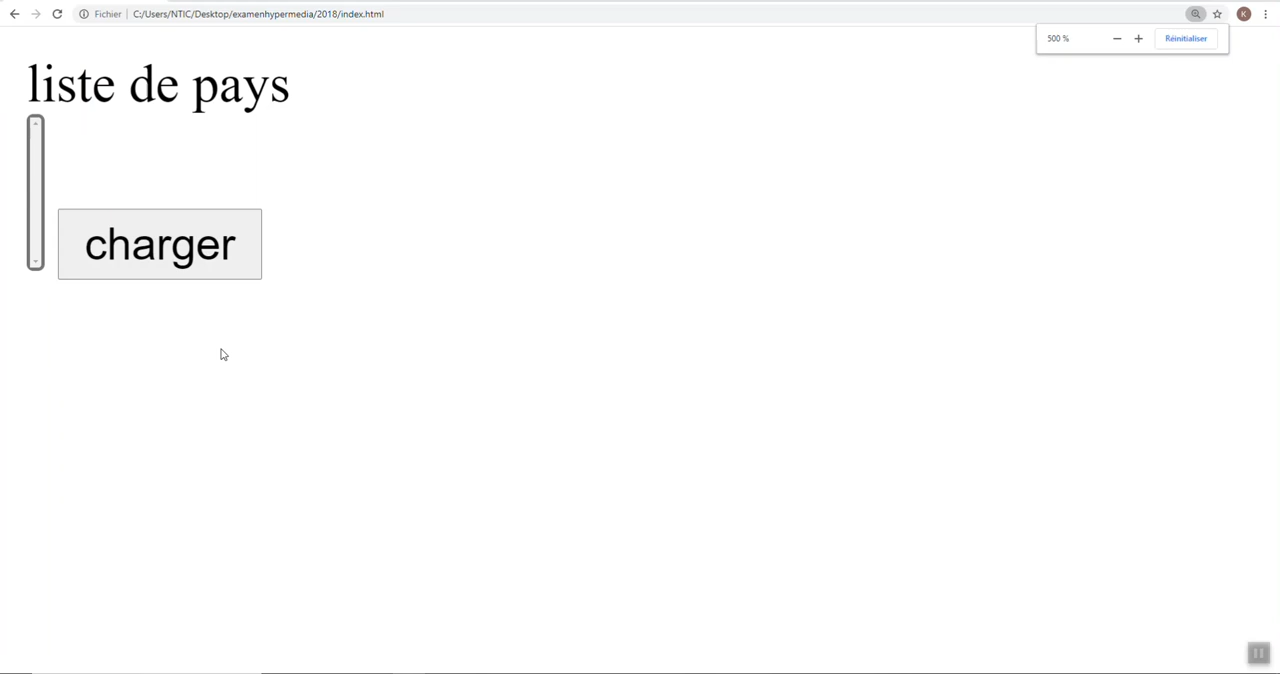 Fichier C:/Users/NTIC/Desktop/examenhypermedia/2018/index.html K
500 % − + Réinitialiser
liste de pays
charger